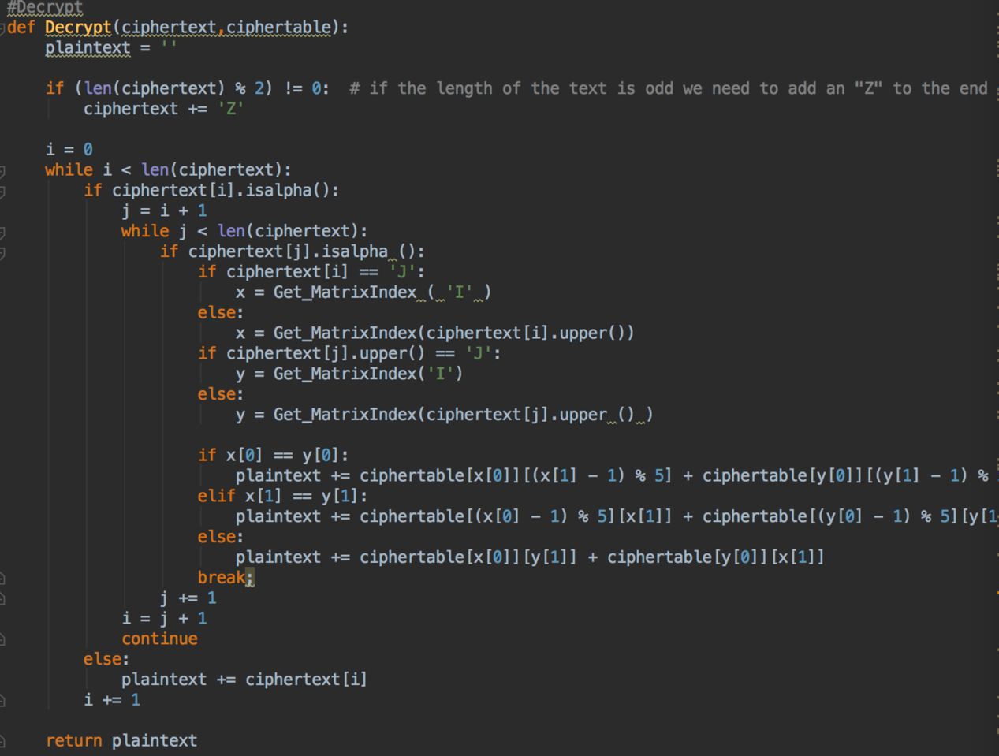 #Decrypt
def Decrypt(ciphertext,ciphertable):
    plaintext = ''
    if (len(ciphertext) % 2) != 0:  # if the length of the text is odd we need to add an "Z" to the end
        ciphertext += 'Z'
    i = 0
    while i < len(ciphertext):
        if ciphertext[i].isalpha():
            j = i + 1
            while j < len(ciphertext):
                if ciphertext[j].isalpha ():
                    if ciphertext[i] == 'J':
                        x = Get_MatrixIndex ( 'I' )
                    else:
                        x = Get_MatrixIndex(ciphertext[i].upper())
                    if ciphertext[j].upper() == 'J':
                        y = Get_MatrixIndex('I')
                    else:
                        y = Get_MatrixIndex(ciphertext[j].upper () )
                    if x[0] == y[0]:
                        plaintext += ciphertable[x[0]][(x[1] - 1) % 5] + ciphertable[y[0]][(y[1] - 1) %
                    elif x[1] == y[1]:
                        plaintext += ciphertable[(x[0] - 1) % 5][x[1]] + ciphertable[(y[0] - 1) % 5][y[1
                    else:
                        plaintext += ciphertable[x[0]][y[1]] + ciphertable[y[0]][x[1]]
                    break;
                j += 1
            i = j + 1
            continue
        else:
            plaintext += ciphertext[i]
        i += 1
    return plaintext